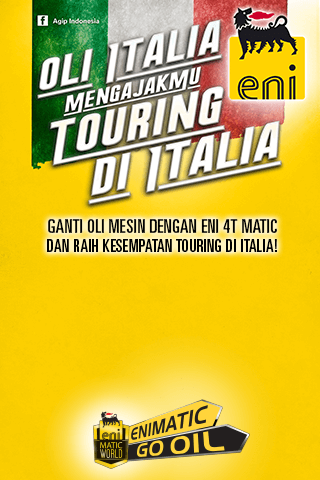 f Agip Indonesia
eni
OLI ITALIA
MENGAJAKMU
TOURING
DI ITALIA
GANTI OLI MESIN DENGAN ENI 4T MATIC
DAN RAIH KESEMPATAN TOURING DI ITALIA!
eni
MATIC
WORLD
ENIMATIC
GO OIL